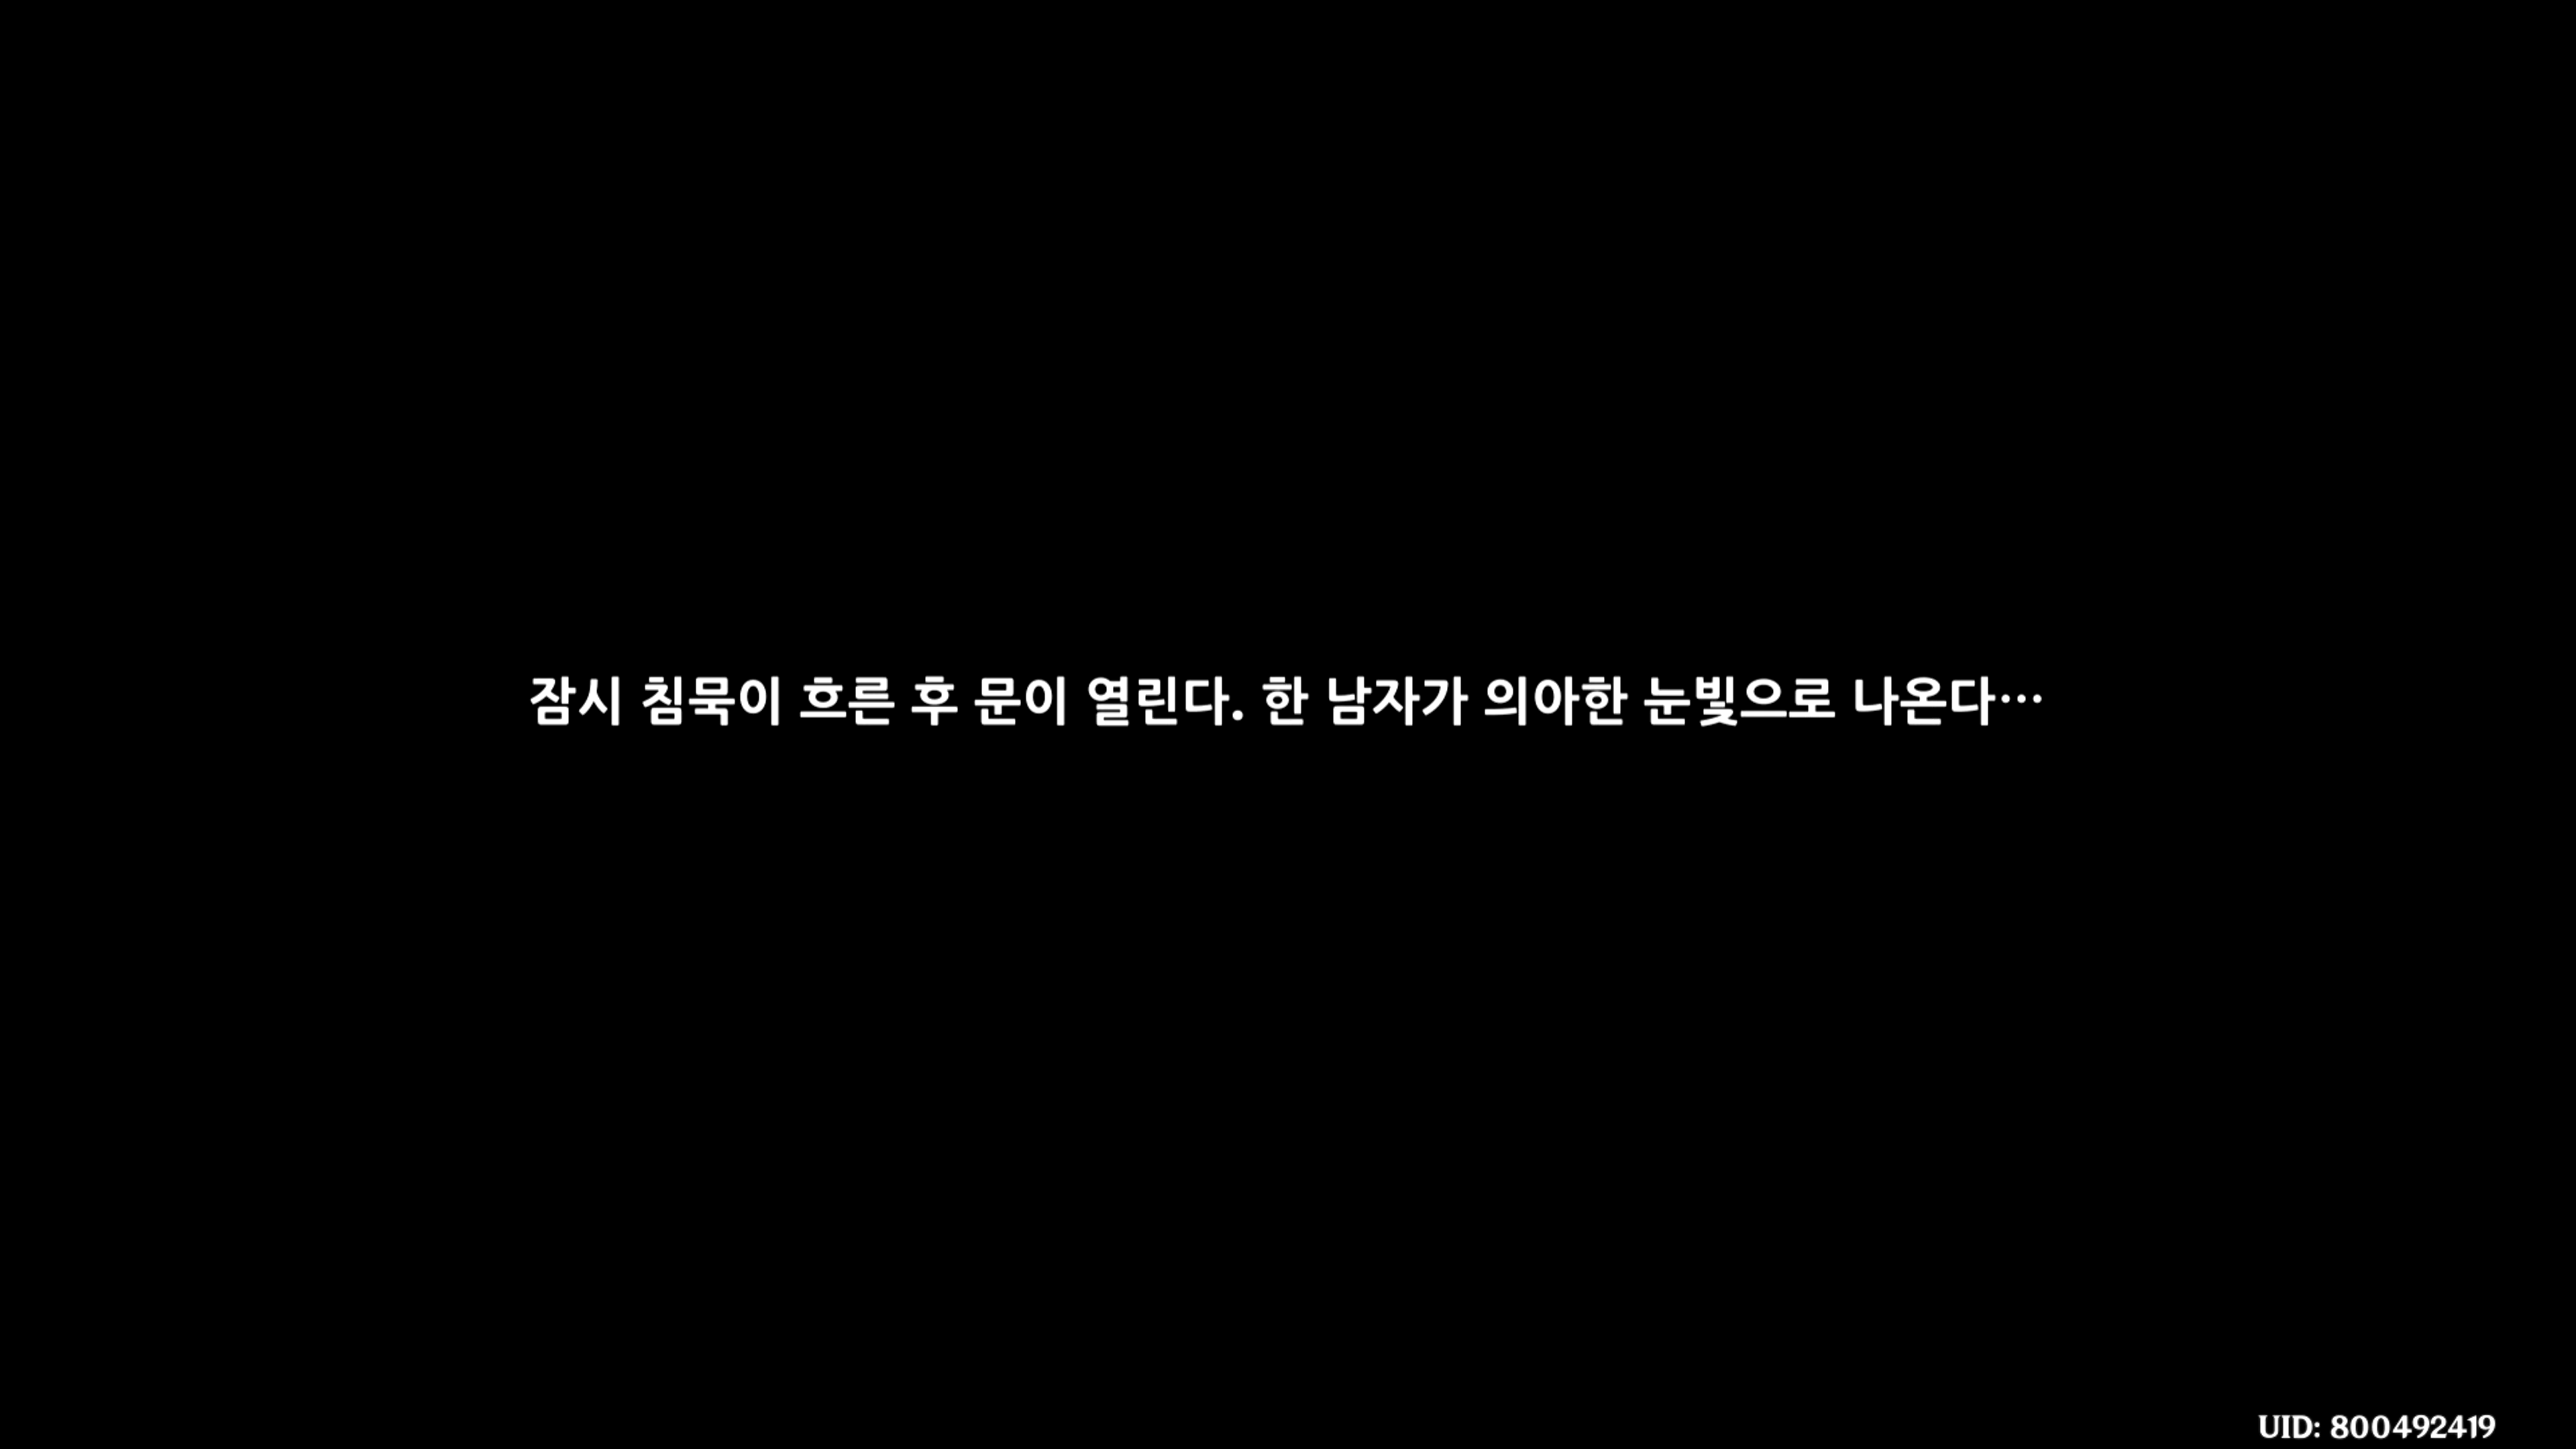 잠시 침묵이 흐른 후 문이 열린다. 한 남자가 의아한 눈빛으로 나온다…
UID: 800492419